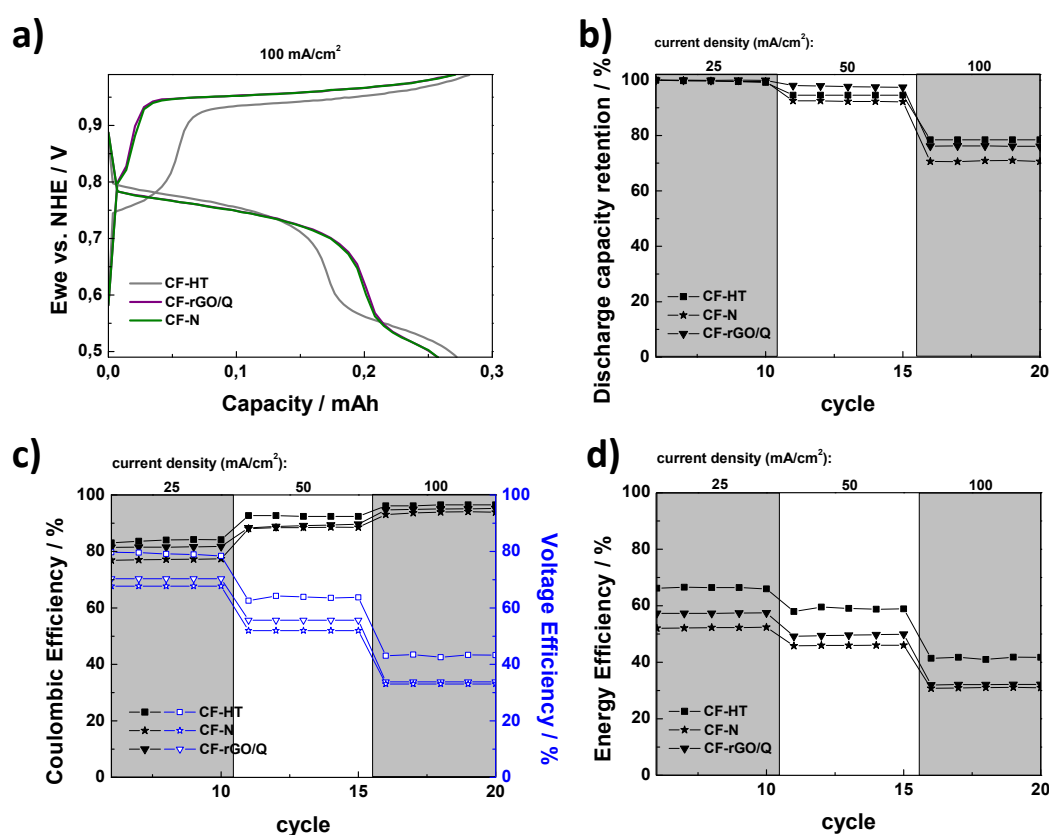 a)
100 mA/cm²
Ewe vs. NHE / V
0,9
0,8
0,7
0,6
0,5
CF-HT
CF-rGO/Q
CF-N
0,0 0,1 0,2 0,3
Capacity / mAh
b)
current density (mA/cm²):
25 50 100
Discharge capacity retention / %
100
80
60
40
20
0
CF-HT
CF-N
CF-rGO/Q
10 15 20
cycle
c)
current density (mA/cm²):
25 50 100
Coulombic Efficiency / %
100
80
60
40
20
0
CF-HT
CF-N
CF-rGO/Q
100
80
60
40
20
0
Voltage Efficiency / %
10 15 20
cycle
d)
current density (mA/cm²):
25 50 100
Energy Efficiency / %
100
80
60
40
20
0
CF-HT
CF-N
CF-rGO/Q
10 15 20
cycle